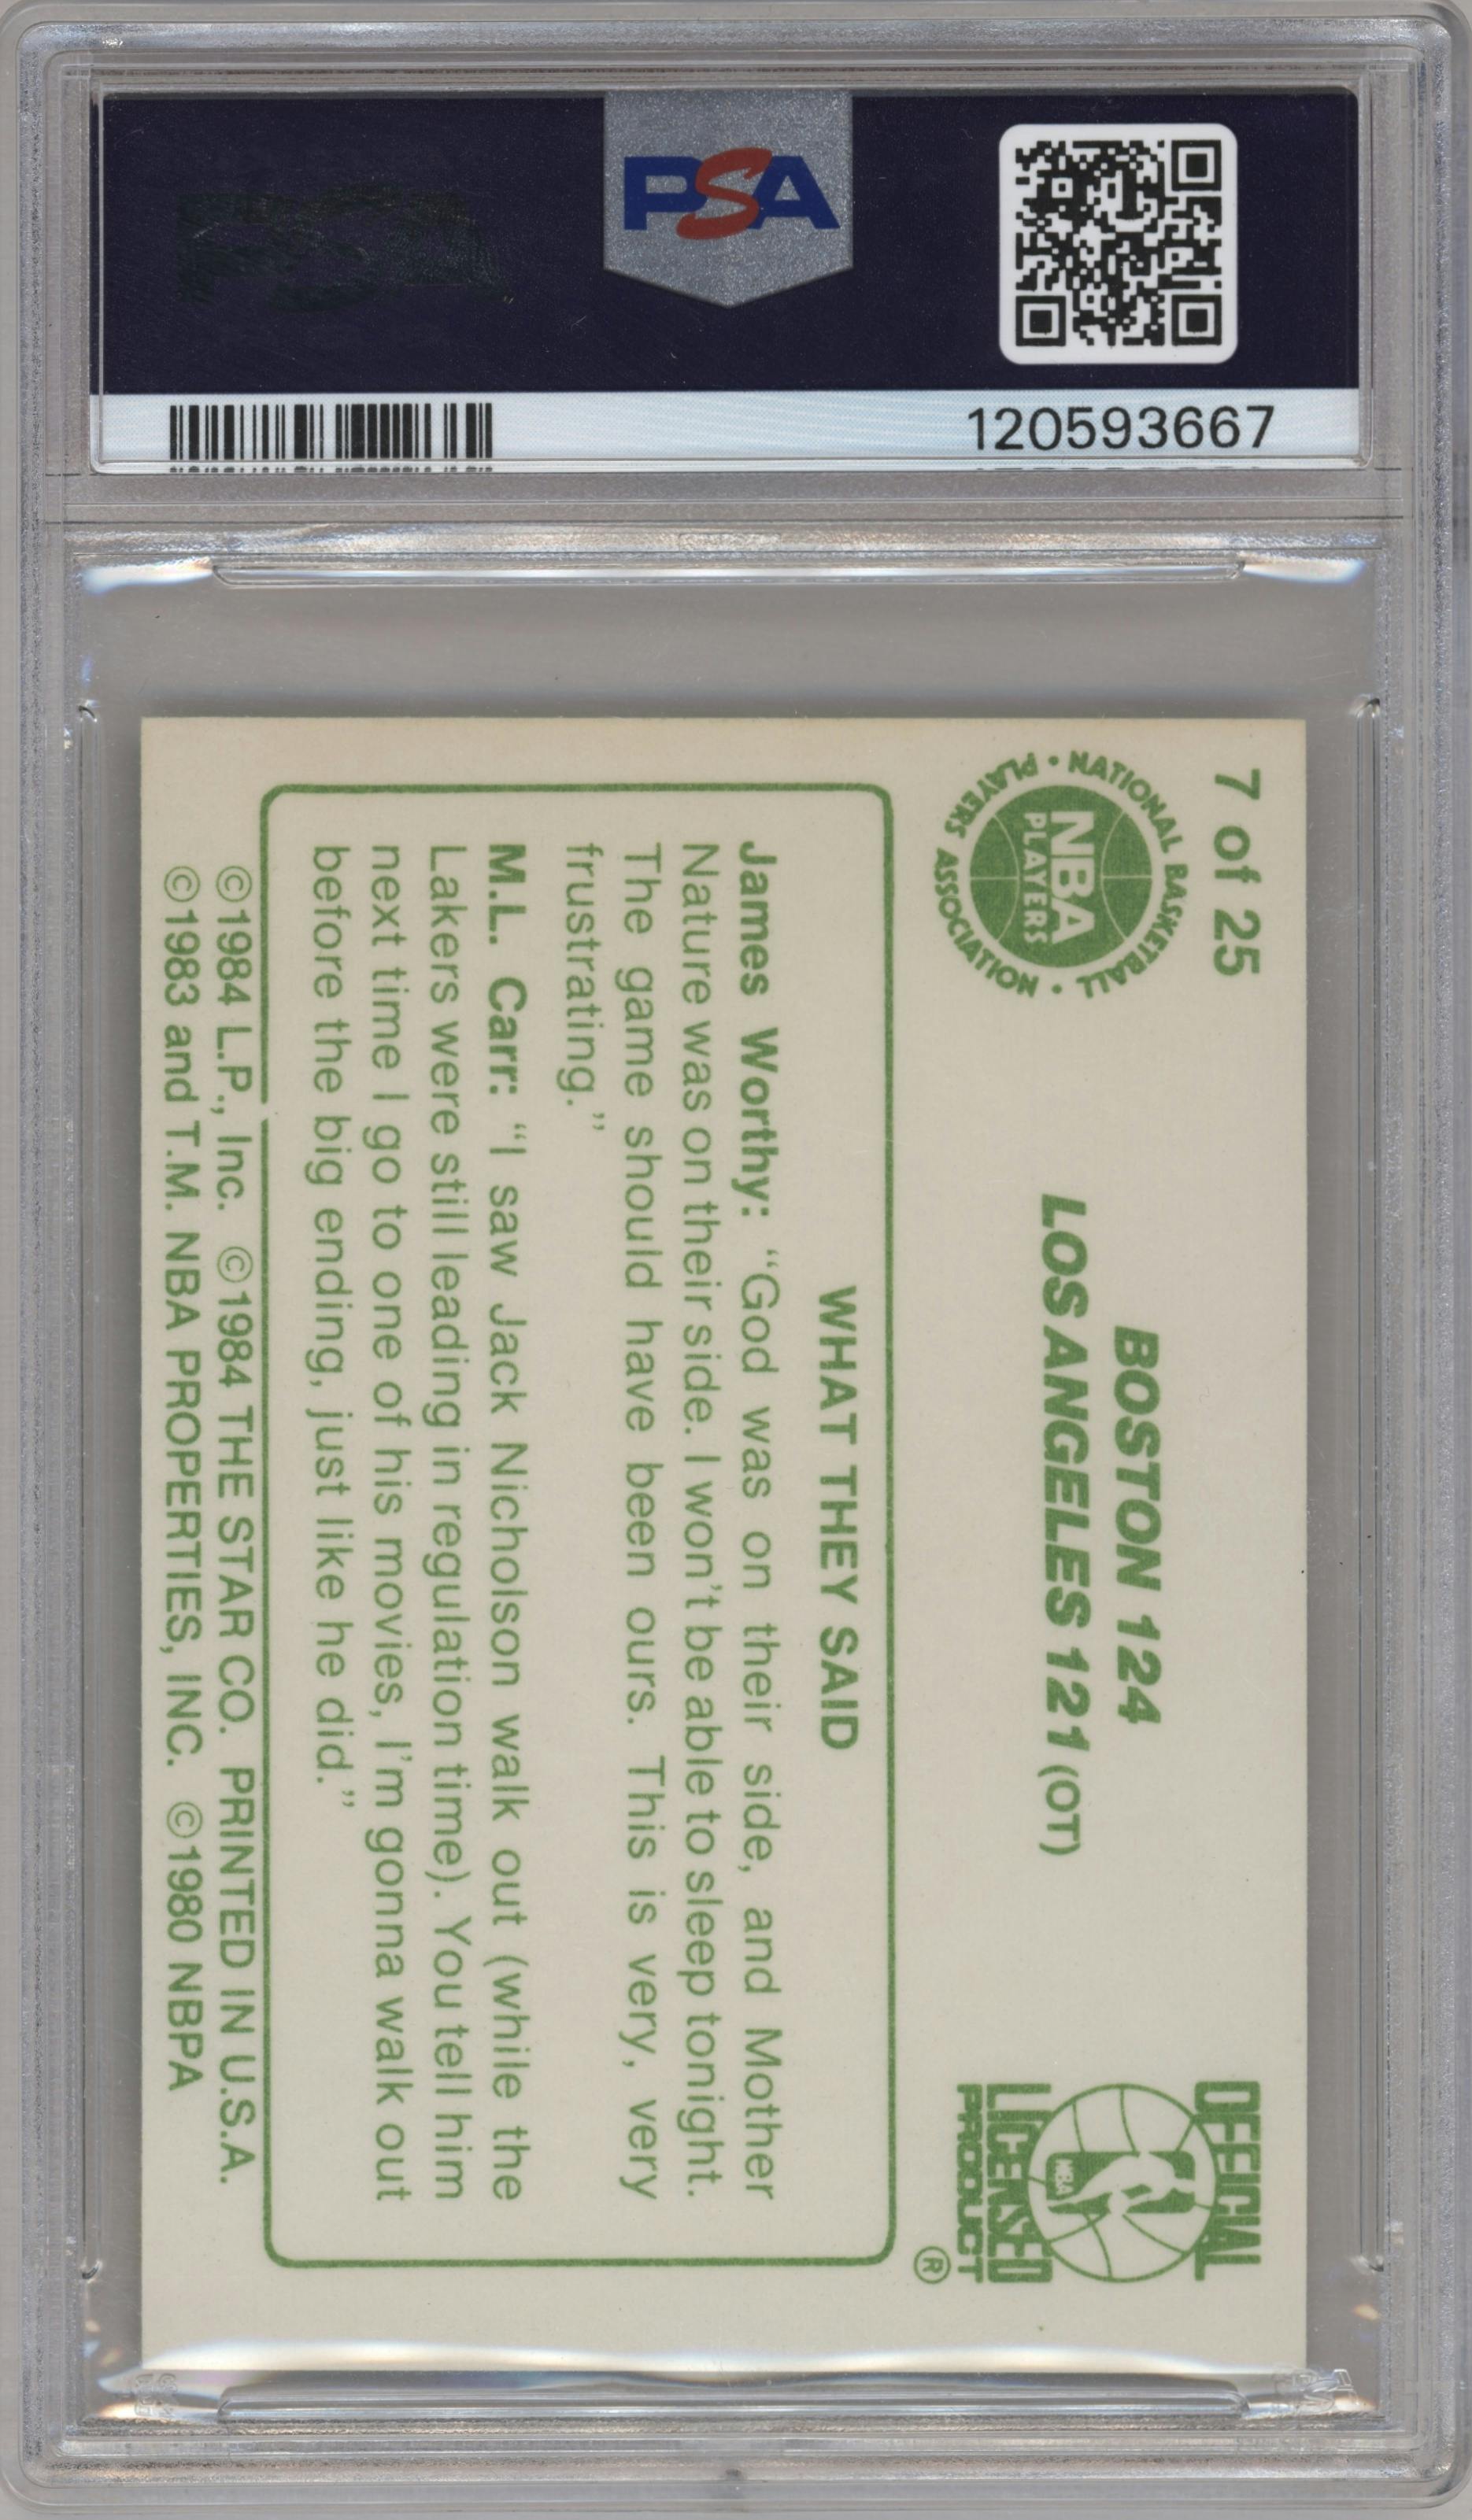 PSA
120593667
7 of 25
NATIONAL BASKETBALL PLAYERS ASSOCIATION
NBA
PLAYERS
BOSTON 124
LOS ANGELES 121 (OT)
OFFICIAL
NBA
LICENSED
PRODUCT
®
WHAT THEY SAID
James Worthy: “God was on their side, and Mother
Nature was on their side. I won't be able to sleep tonight.
The game should have been ours. This is very, very
frustrating.”
M.L. Carr: “I saw Jack Nicholson walk out (while the
Lakers were still leading in regulation time). You tell him
next time I go to one of his movies, I'm gonna walk out
before the big ending, just like he did.”
©1984 L.P., Inc. ©1984 THE STAR CO. PRINTED IN U.S.A.
©1983 and T.M. NBA PROPERTIES, INC. ©1980 NBPA